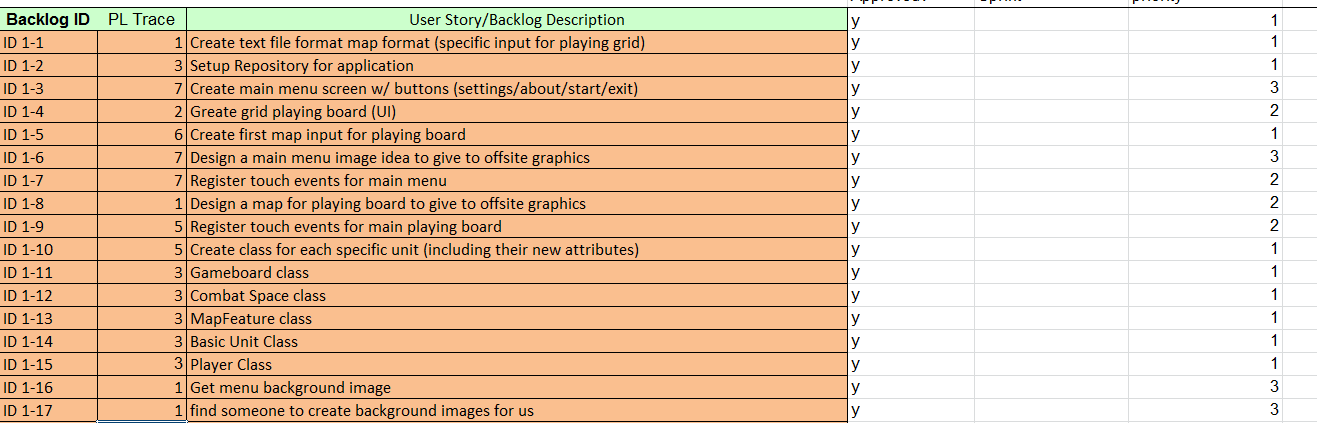 Approved? Sprint priority
Backlog ID PL Trace User Story/Backlog Description y 1
ID 1-1 1 Create text file format map format (specific input for playing grid) y 1
ID 1-2 3 Setup Repository for application y 1
ID 1-3 7 Create main menu screen w/ buttons (settings/about/start/exit) y 3
ID 1-4 2 Greate grid playing board (UI) y 2
ID 1-5 6 Create first map input for playing board y 1
ID 1-6 7 Design a main menu image idea to give to offsite graphics y 3
ID 1-7 7 Register touch events for main menu y 2
ID 1-8 1 Design a map for playing board to give to offsite graphics y 2
ID 1-9 5 Register touch events for main playing board y 2
ID 1-10 5 Create class for each specific unit (including their new attributes) y 1
ID 1-11 3 Gameboard class y 1
ID 1-12 3 Combat Space class y 1
ID 1-13 3 MapFeature class y 1
ID 1-14 3 Basic Unit Class y 1
ID 1-15 3 Player Class y 1
ID 1-16 1 Get menu background image y 3
ID 1-17 1 find someone to create background images for us y 3